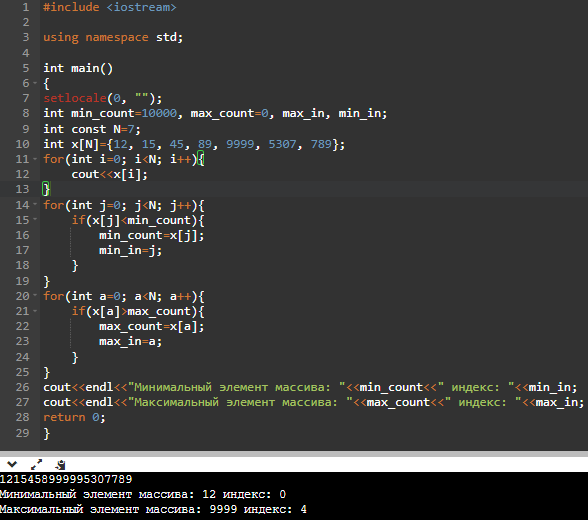 1 #include <iostream>
2
3 using namespace std;
4
5 int main()
6 {
7 setlocale(0, "");
8 int min_count=10000, max_count=0, max_in, min_in;
9 int const N=7;
10 int x[N]={12, 15, 45, 89, 9999, 5307, 789};
11 for(int i=0; i<N; i++){
12     cout<<x[i];
13 }
14 for(int j=0; j<N; j++){
15     if(x[j]<min_count){
16         min_count=x[j];
17         min_in=j;
18     }
19 }
20 for(int a=0; a<N; a++){
21     if(x[a]>max_count){
22         max_count=x[a];
23         max_in=a;
24     }
25 }
26 cout<<endl<<"Минимальный элемент массива: "<<min_count<<" индекс: "<<min_in;
27 cout<<endl<<"Максимальный элемент массива: "<<max_count<<" индекс: "<<max_in;
28 return 0;
29 }
1215458999995307789
Минимальный элемент массива: 12 индекс: 0
Максимальный элемент массива: 9999 индекс: 4